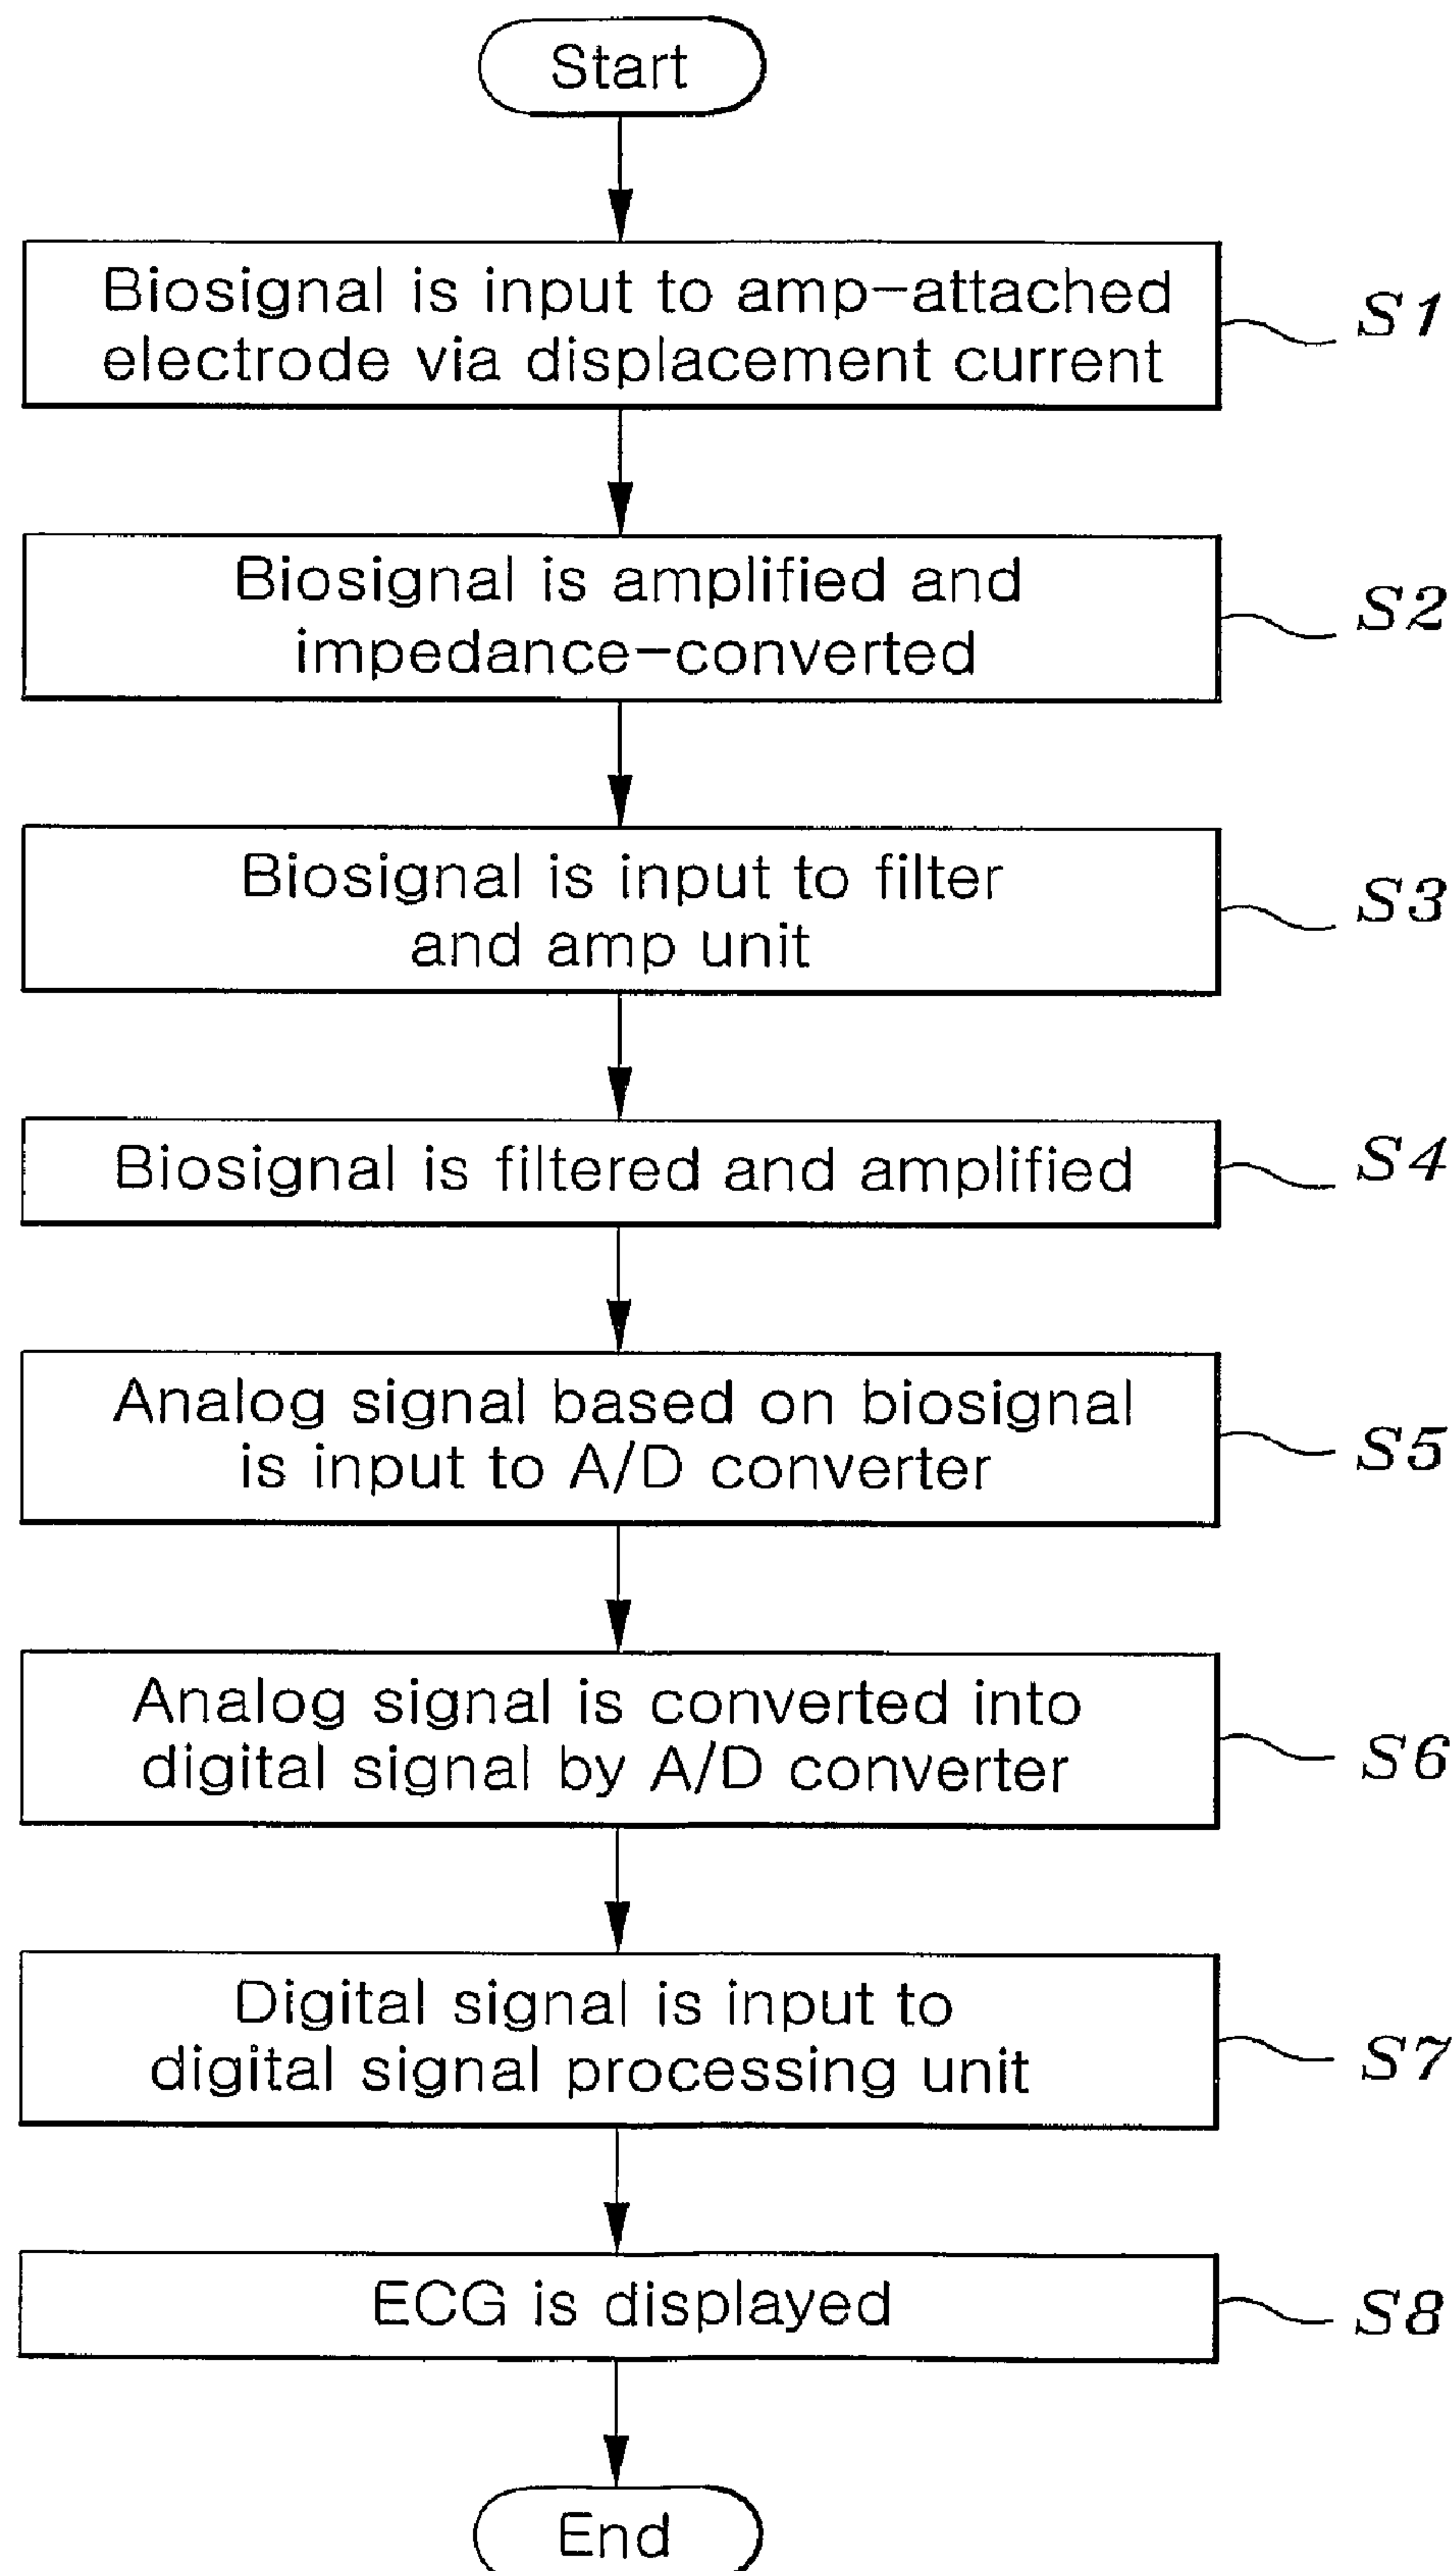 Start
Biosignal is input to amp-attached
electrode via displacement current
S1
Biosignal is amplified and
impedance-converted
S2
Biosignal is input to filter
and amp unit
S3
Biosignal is filtered and amplified
S4
Analog signal based on biosignal
is input to A/D converter
S5
Analog signal is converted into
digital signal by A/D converter
S6
Digital signal is input to
digital signal processing unit
S7
ECG is displayed
S8
End